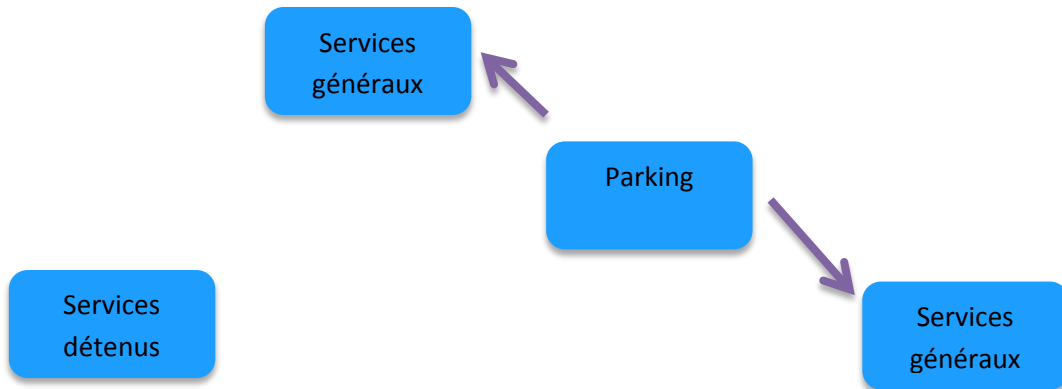 Services
généraux
Parking
Services
détenus
Services
généraux